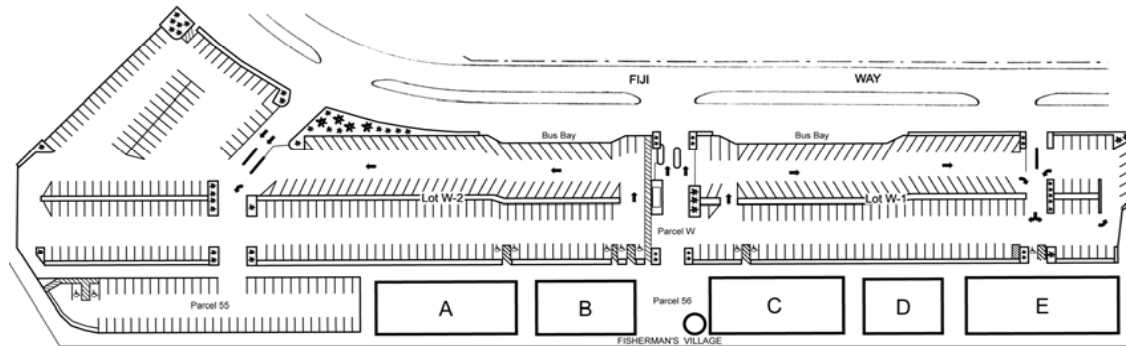 FIJI WAY
Bus Bay
Bus Bay
Lot W-2
Lot W-1
Parcel W
Parcel 55
A
B
Parcel 56
C
D
E
FISHERMAN'S VILLAGE